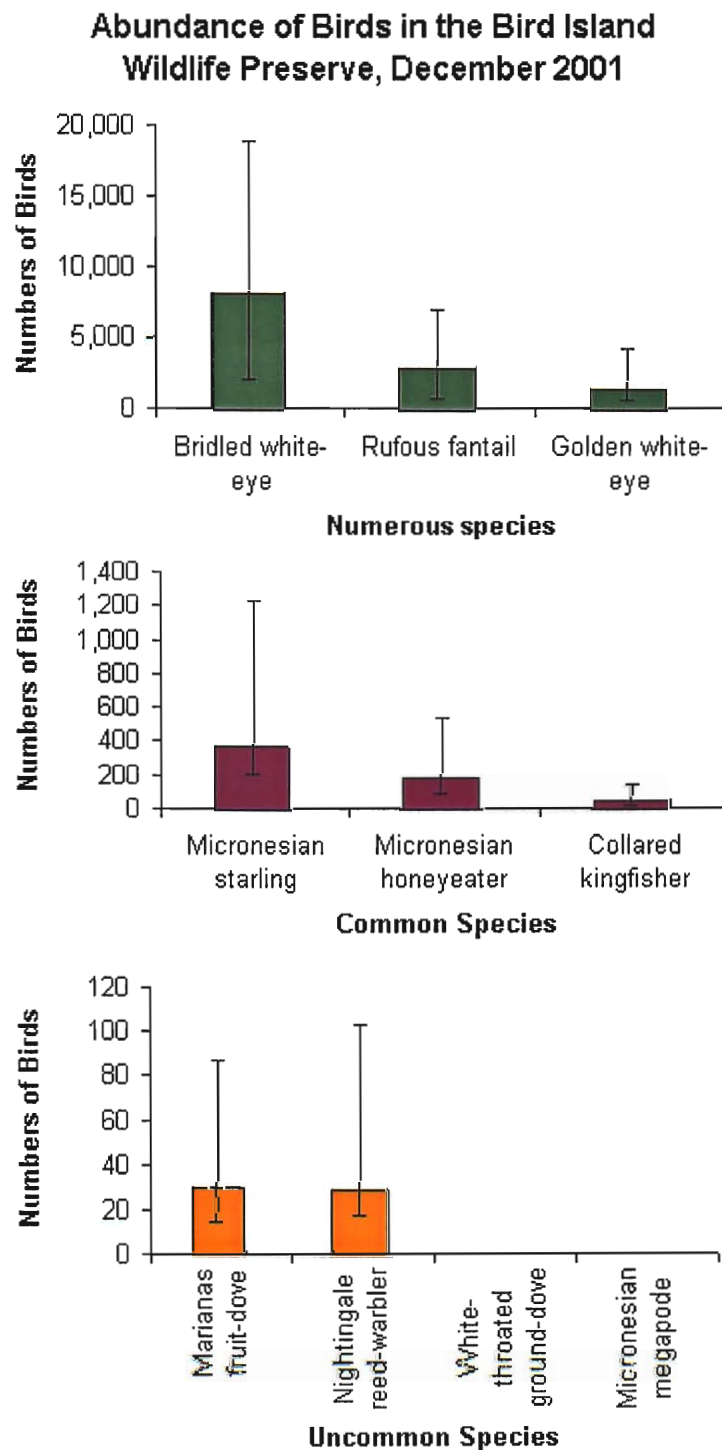 Abundance of Birds in the Bird Island
Wildlife Preserve, December 2001
Numbers of Birds
20,000
15,000
10,000
5,000
0
Bridled white-
eye
Rufous fantail
Golden white-
eye
Numerous species
Numbers of Birds
1,400
1,200
1,000
800
600
400
200
0
Micronesian
starling
Micronesian
honeyeater
Collared
kingfisher
Common Species
Numbers of Birds
120
100
80
60
40
20
0
Marianas
fruit-dove
Nightingale
reed-warbler
White-
throated
ground-dove
Micronesian
megapode
Uncommon Species